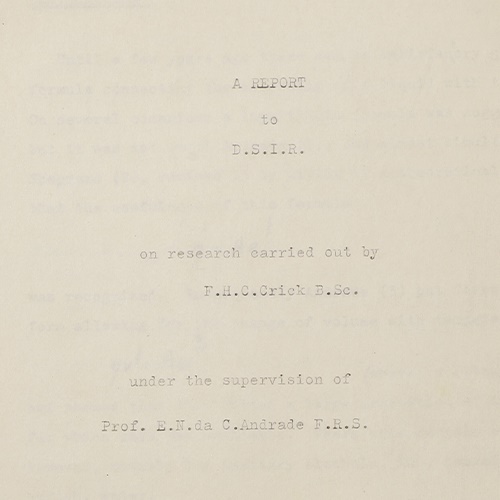 A REPORT
to
D.S.I.R.
on research carried out by
F.H.C.Crick B.Sc.
under the supervision of
Prof. E.N.da C.Andrade F.R.S.